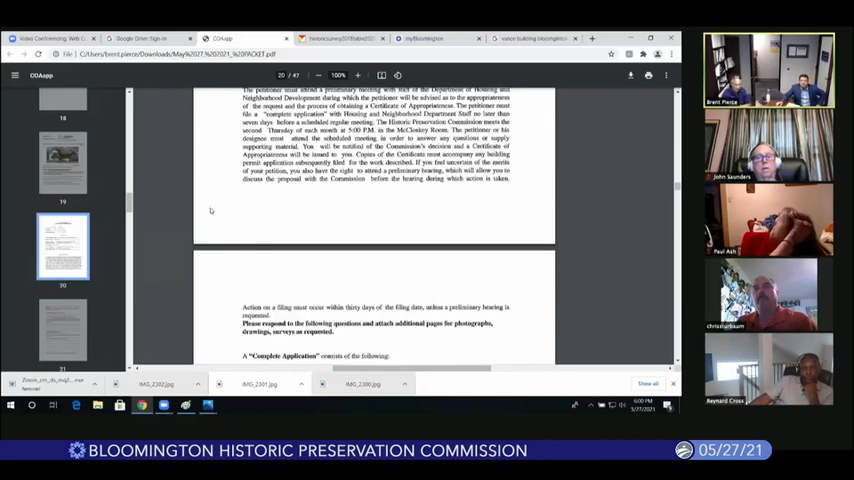 Video Conferencing, Web C
Google Drive: Sign-in
COAapp
historicsurvey2018table2021
myBloomington
vance building bloomington
File | C:/Users/brent.pierce/Downloads/May%2027,%202021_%20PACKET.pdf
COAapp
20 / 47
100%
18
19
20
21
The petitioner must attend a preliminary meeting with staff of the Department of Housing and
Neighborhood Development during which the petitioner will be advised as to the appropriateness
of the request and the process of obtaining a Certificate of Appropriateness. The petitioner must
file a "complete application" with Housing and Neighborhood Department Staff no later than
seven days before a scheduled regular meeting. The Historic Preservation Commission meets the
second Thursday of each month at 5:00 P.M. in the McCloskey Room. The petitioner or his
designee must attend the scheduled meeting in order to answer any questions or supply
supporting material. You will be notified of the Commission's decision and a Certificate of
Appropriateness will be issued to you. Copies of the Certificate must accompany any building
permit application subsequently filed for the work described. If you feel uncertain of the merits
of your petition, you also have the right to attend a preliminary hearing, which will allow you to
discuss the proposal with the Commission before the hearing during which action is taken.
Action on a filing must occur within thirty days of the filing date, unless a preliminary hearing is
requested.
Please respond to the following questions and attach additional pages for photographs,
drawings, surveys as requested.
A "Complete Application" consists of the following:
Zoom_cm_ds_mq2....exe
Removed
IMG_2302.jpg
IMG_2301.jpg
IMG_2300.jpg
Show all
6:00 PM
5/27/2021
Brent Pierce
John Saunders
Paul Ash
chrissturbaum
Reynard Cross
BLOOMINGTON HISTORIC PRESERVATION COMMISSION
05/27/21